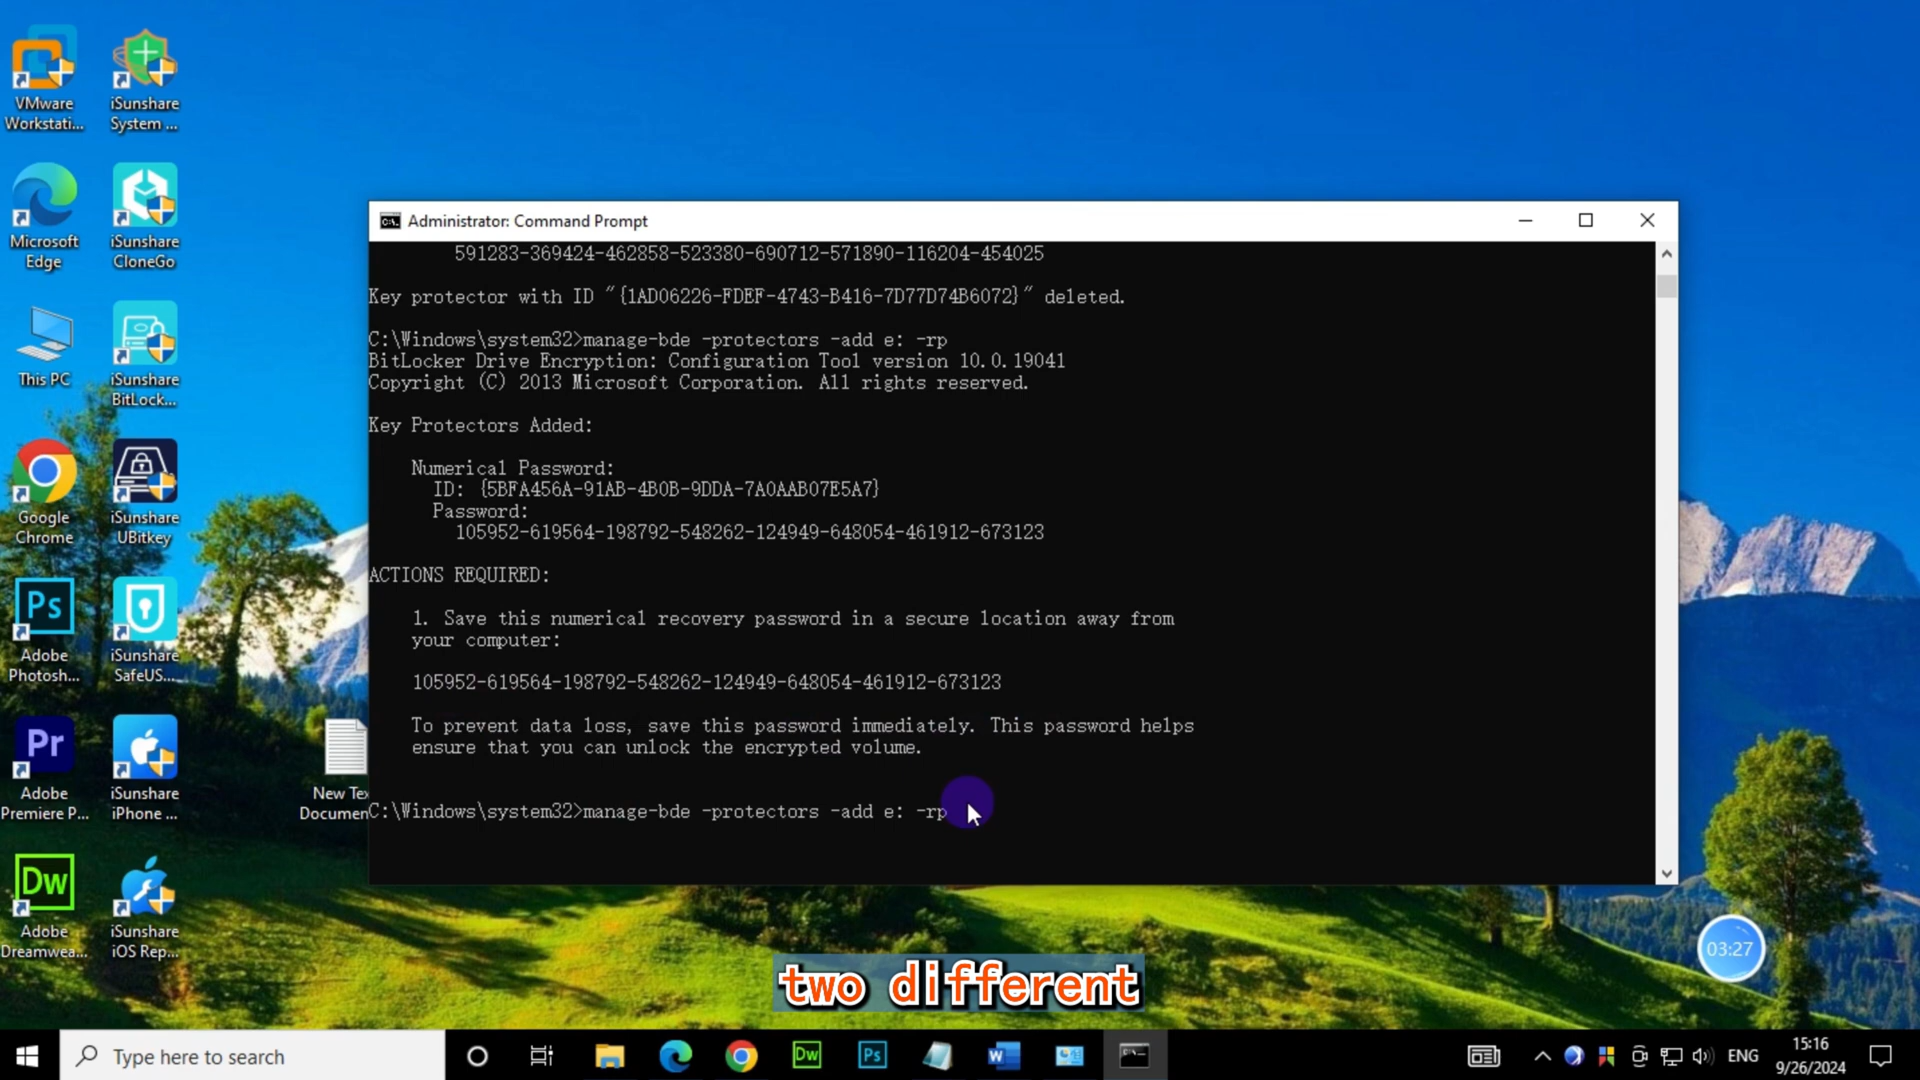 VMware
Workstati...
iSunshare
System ...
Microsoft
Edge
iSunshare
CloneGo
This PC
iSunshare
BitLock...
Google
Chrome
iSunshare
UBitkey
Ps
Adobe
Photosh...
iSunshare
SafeUS...
Pr
Adobe
Premiere P...
iSunshare
iPhone ...
New Tex
Documen
Dw
Adobe
Dreamwea...
iSunshare
iOS Rep...
Administrator: Command Prompt
591283-369424-462858-523380-690712-571890-116204-454025
Key protector with ID "{1AD06226-FDEF-4743-B416-7D77D74B6072}" deleted.
C:\Windows\system32>manage-bde -protectors -add e: -rp
BitLocker Drive Encryption: Configuration Tool version 10.0.19041
Copyright (C) 2013 Microsoft Corporation. All rights reserved.
Key Protectors Added:
Numerical Password:
ID: {5BFA456A-91AB-4B0B-9DDA-7A0AAB07E5A7}
Password:
105952-619564-198792-548262-124949-648054-461912-673123
ACTIONS REQUIRED:
1. Save this numerical recovery password in a secure location away from
your computer:
105952-619564-198792-548262-124949-648054-461912-673123
To prevent data loss, save this password immediately. This password helps
ensure that you can unlock the encrypted volume.
C:\Windows\system32>manage-bde -protectors -add e: -rp
03:27
two different
Type here to search
Dw
Ps
W
ENG
15:16
9/26/2024